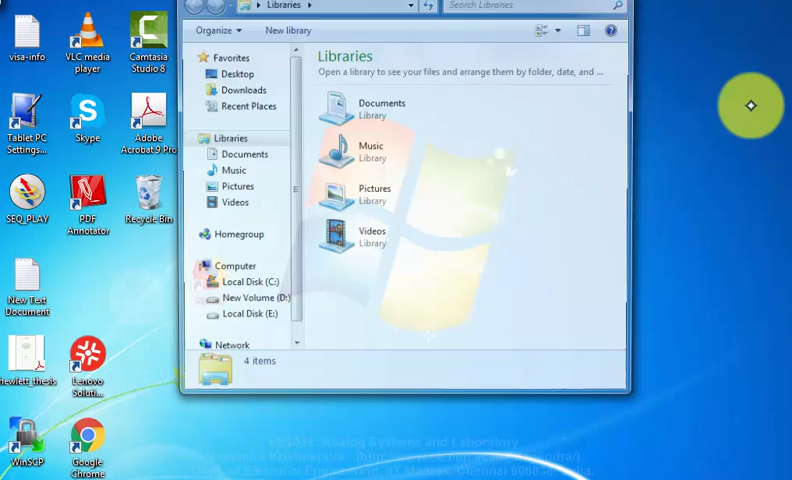 Libraries
Search Libraries
Organize
New library
visa-info
VLC media
player
Camtasia
Studio 8
Tablet PC
Settings...
Skype
Adobe
Acrobat 9 Pro
SEQ_PLAY
PDF
Annotator
Recycle Bin
New Text
Document
hewlett_thesis
Lenovo
Soluti...
WinSCP
Google
Chrome
Favorites
Desktop
Downloads
Recent Places
Libraries
Documents
Music
Pictures
Videos
Homegroup
Computer
Local Disk (C:)
New Volume (D:)
Local Disk (E:)
Network
Libraries
Open a library to see your files and arrange them by folder, date, and ...
Documents
Library
Music
Library
Pictures
Library
Videos
Library
4 items
Analog Systems and Laboratory
Dept. of Electrical Engineering, IIT Madras, Chennai